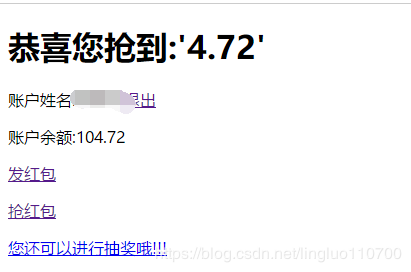 恭喜您抢到:'4.72'
账户姓名 退出
账户余额:104.72
发红包
抢红包
您还可以进行抽奖哦!!!
https://blog.csdn.net/lingluo110700